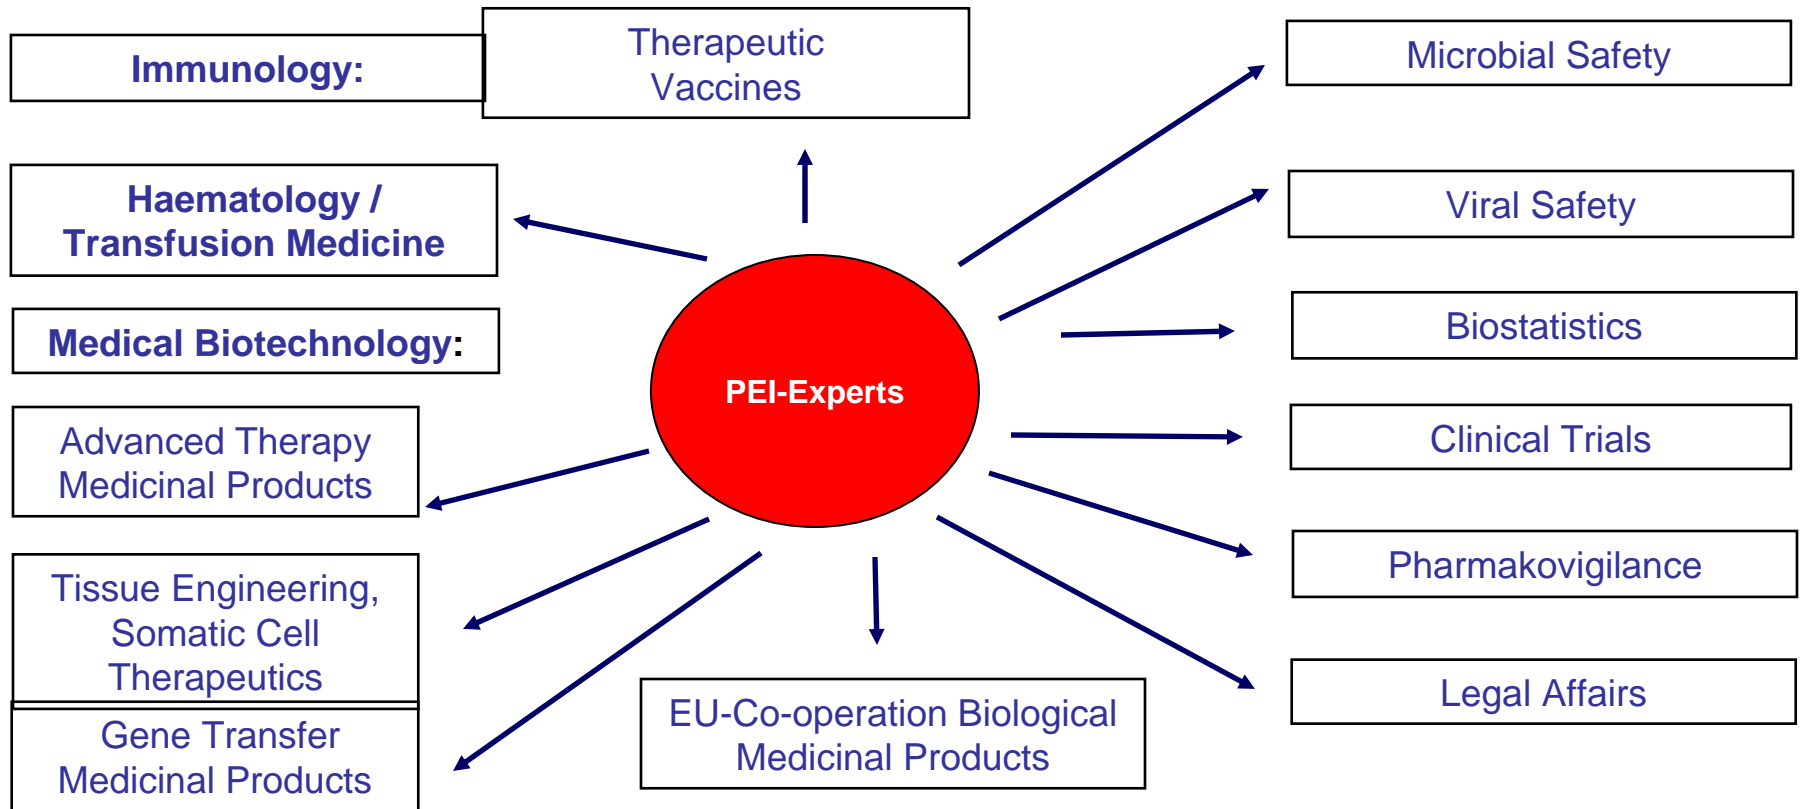 Immunology:
Therapeutic
Vaccines
Haematology /
Transfusion Medicine
Medical Biotechnology:
Advanced Therapy
Medicinal Products
Tissue Engineering,
Somatic Cell
Therapeutics
Gene Transfer
Medicinal Products
PEI-Experts
EU-Co-operation Biological
Medicinal Products
Microbial Safety
Viral Safety
Biostatistics
Clinical Trials
Pharmakovigilance
Legal Affairs